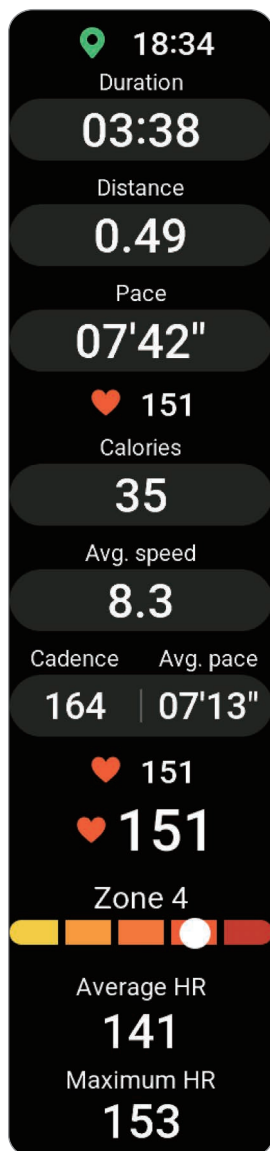 18:34
Duration
03:38
Distance
0.49
Pace
07'42"
151
Calories
35
Avg. speed
8.3
Cadence Avg. pace
164 07'13"
151
151
Zone 4
Average HR
141
Maximum HR
153